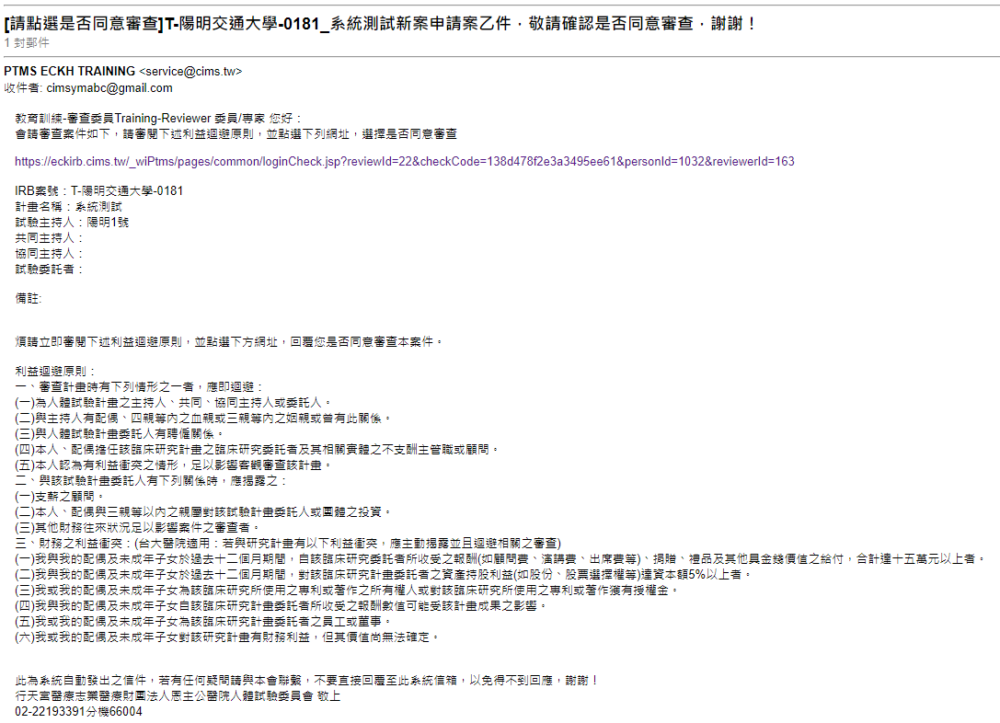 [請點選是否同意審查]T-陽明交通大學-0181_系統測試新案申請案乙件．敬請確認是否同意審查．謝謝！
1 封郵件
PTMS ECKH TRAINING <service@cims.tw>
收件者: cimsymabc@gmail.com
教育訓練-審查委員Training-Reviewer 委員/專家 您好：
會請審查案件如下，請審閱下述利益迴避原則，並點選下列網址，選擇是否同意審查
https://eckirb.cims.tw/_wiPtms/pages/common/loginCheck.jsp?reviewId=22&checkCode=138d478f2e3a3495ee61&personId=1032&reviewerId=163
IRB案號：T-陽明交通大學-0181
計畫名稱：系統測試
試驗主持人：陽明1號
共同主持人：
協同主持人：
試驗委託者：
備註:
煩請立即審閱下述利益迴避原則，並點選下方網址，回覆您是否同意審查本案件。
利益迴避原則：
一、審查計畫時有下列情形之一者，應即迴避：
(一)為人體試驗計畫之主持人、共同、協同主持人或委託人。
(二)與主持人有配偶、四親等內之血親或三親等內之姻親或曾有此關係。
(三)與人體試驗計畫委託人有聘僱關係。
(四)本人、配偶擔任該臨床研究計畫之臨床研究委託者及其相關實體之不支酬主管職或顧問。
(五)本人認為有利益衝突之情形，足以影響客觀審查該計畫。
二、與該試驗計畫委託人有下列關係時，應揭露之：
(一)支薪之顧問。
(二)本人、配偶與三親等以內之親屬對該試驗計畫委託人或團體之投資。
(三)其他財務往來狀況足以影響案件之審查者。
三、財務之利益衝突：(台大醫院適用：若與研究計畫有以下利益衝突，應主動揭露並且迴避相關之審查)
(一)我與我的配偶及未成年子女於過去十二個月期間，自該臨床研究委託者所收受之報酬(如顧問費、演講費、出席費等)、捐贈、禮品及其他具金錢價值之給付，合計達十五萬元以上者。
(二)我與我的配偶及未成年子女於過去十二個月期間，對該臨床研究計畫委託者之資產持股利益(如股份、股票選擇權等)達資本額5%以上者。
(三)我或我的配偶及未成年子女為該臨床研究所使用之專利或著作之所有權人或對該臨床研究所使用之專利或著作獲有授權金。
(四)我與我的配偶及未成年子女自該臨床研究計畫委託者所收受之報酬數值可能受該計畫成果之影響。
(五)我或我的配偶及未成年子女為該臨床研究計畫委託者之員工或董事。
(六)我或我的配偶及未成年子女對該研究計畫有財務利益，但其價值尚無法確定。
此為系統自動發出之信件，若有任何疑問請與本會聯繫，不要直接回覆至此系統信箱，以免得不到回應，謝謝！
行天宮醫療志業醫療財團法人恩主公醫院人體試驗委員會 敬上
02-22193391分機66004